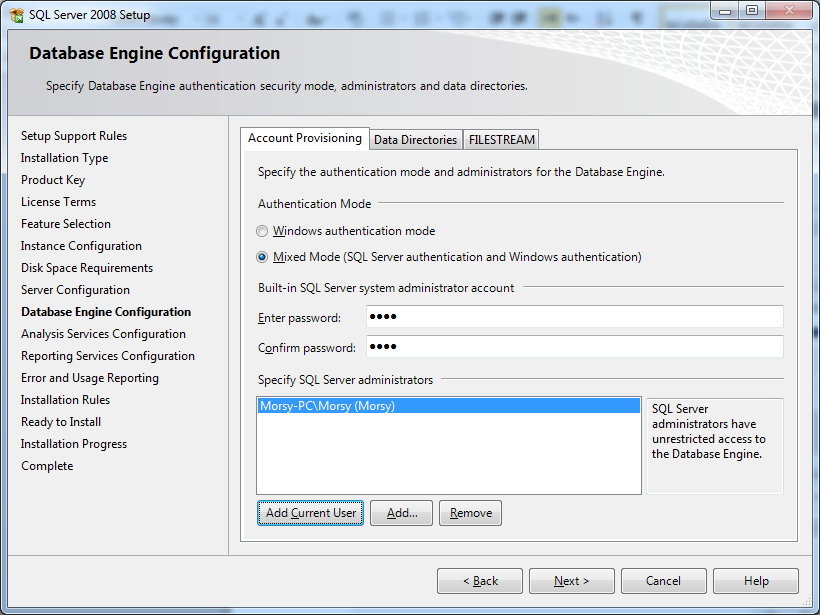 SQL Server 2008 Setup
Database Engine Configuration
Specify Database Engine authentication security mode, administrators and data directories.
Setup Support Rules
Installation Type
Product Key
License Terms
Feature Selection
Instance Configuration
Disk Space Requirements
Server Configuration
Database Engine Configuration
Analysis Services Configuration
Reporting Services Configuration
Error and Usage Reporting
Installation Rules
Ready to Install
Installation Progress
Complete
Account Provisioning Data Directories FILESTREAM
Specify the authentication mode and administrators for the Database Engine.
Authentication Mode
Windows authentication mode
Mixed Mode (SQL Server authentication and Windows authentication)
Built-in SQL Server system administrator account
Enter password: ●●●●
Confirm password: ●●●●
Specify SQL Server administrators
Morsy-PC\Morsy (Morsy)
SQL Server
administrators have
unrestricted access to
the Database Engine.
Add Current User Add... Remove
< Back Next > Cancel Help